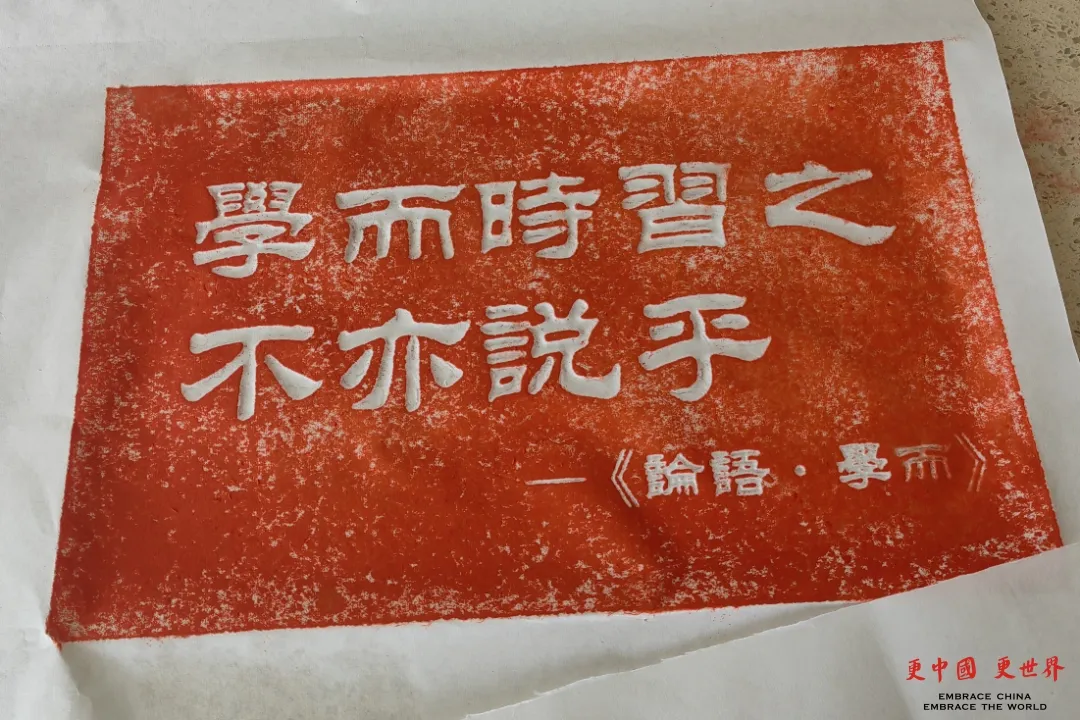 學而時習之
不亦説乎
—《論語·學而》
更中國 更世界
EMBRACE CHINA
EMBRACE THE WORLD